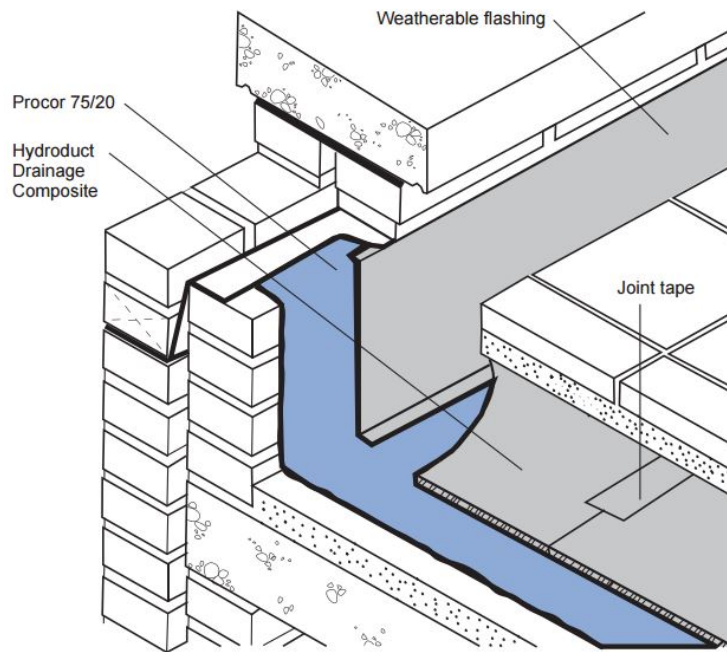 Weatherable flashing
Procor 75/20
Hydroduct
Drainage
Composite
Joint tape